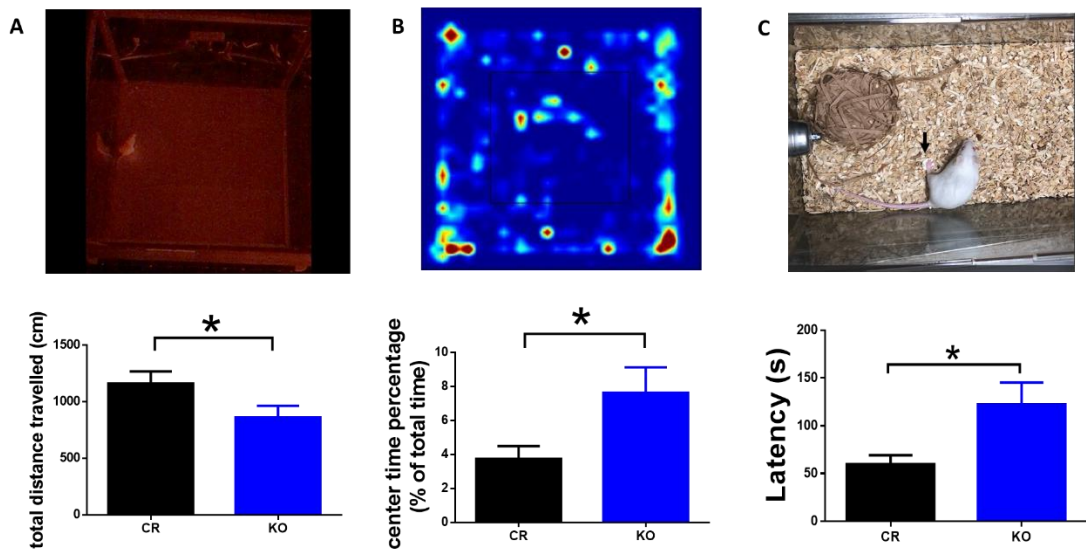 A
B
C
total distance travelled (cm)
1500
1000
500
0
*
CR
KO
center time percentage
(% of total time)
10
8
6
4
2
0
*
CR
KO
Latency (s)
200
150
100
50
0
*
CR
KO